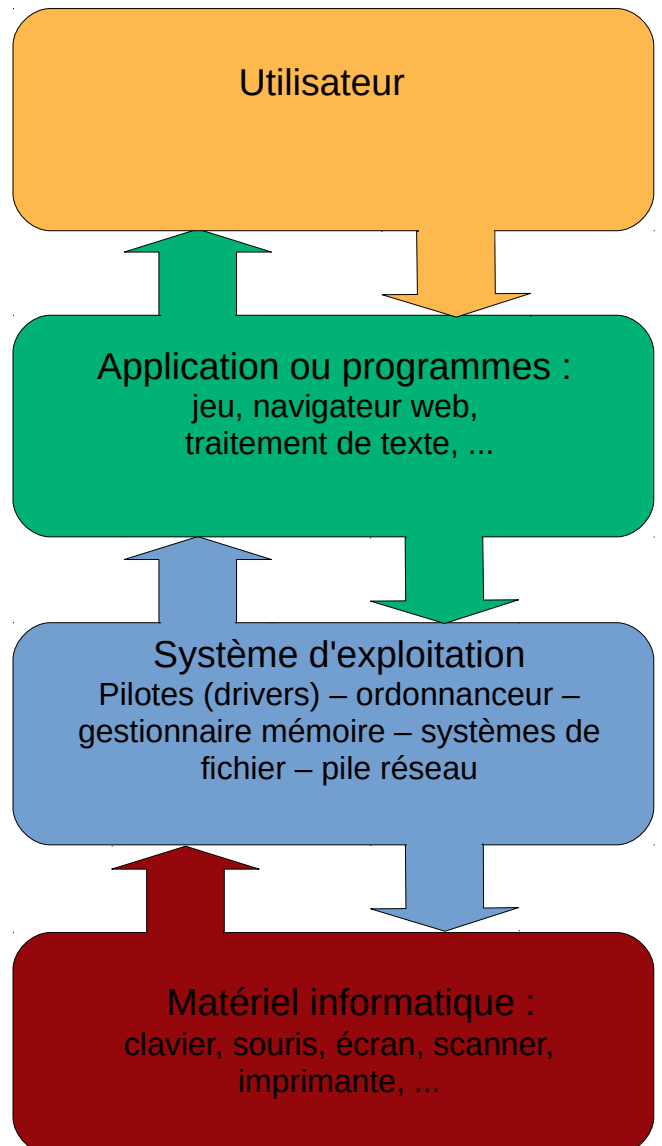 Utilisateur
Application ou programmes :
jeu, navigateur web,
traitement de texte, ...
Système d'exploitation
Pilotes (drivers) – ordonnanceur –
gestionnaire mémoire – systèmes de
fichier – pile réseau
Matériel informatique :
clavier, souris, écran, scanner,
imprimante, ...